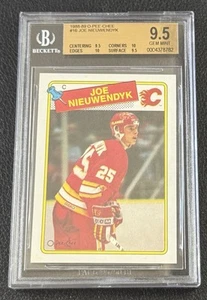 BGS
BECKETT
1988-89 O-PEE-CHEE
#16 JOE NIEUWENDYK
CENTERING 9.5 CORNERS 10
EDGES 10 SURFACE 9.5
9.5
GEM MINT
C
JOE
NIEUWENDYK
25